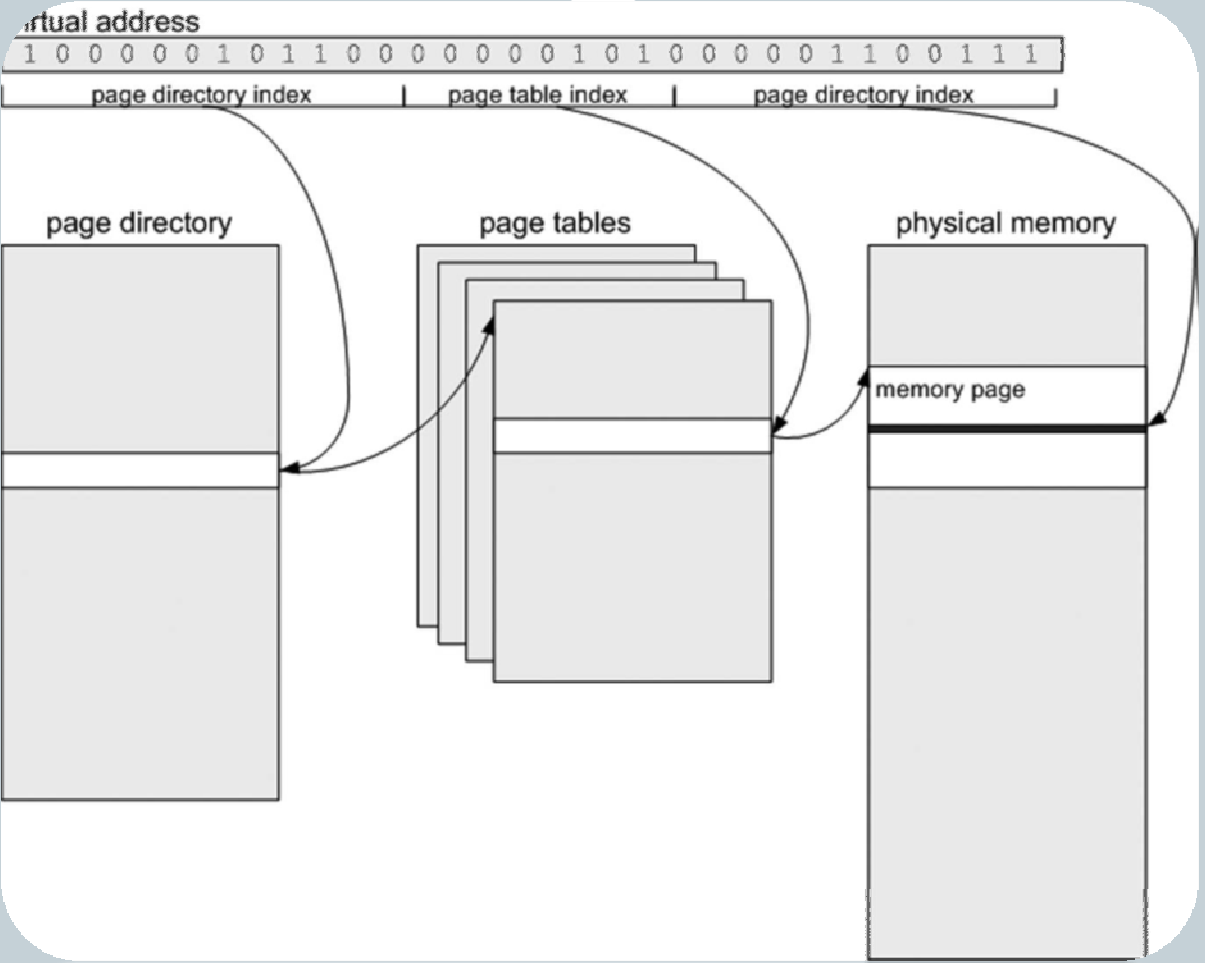 irtual address
1 0 0 0 0 0 1 0 1 1 0 0 0 0 0 0 0 1 0 1 0 0 0 0 0 1 1 0 0 1 1 1
page directory index page table index page directory index
page directory page tables physical memory
memory page